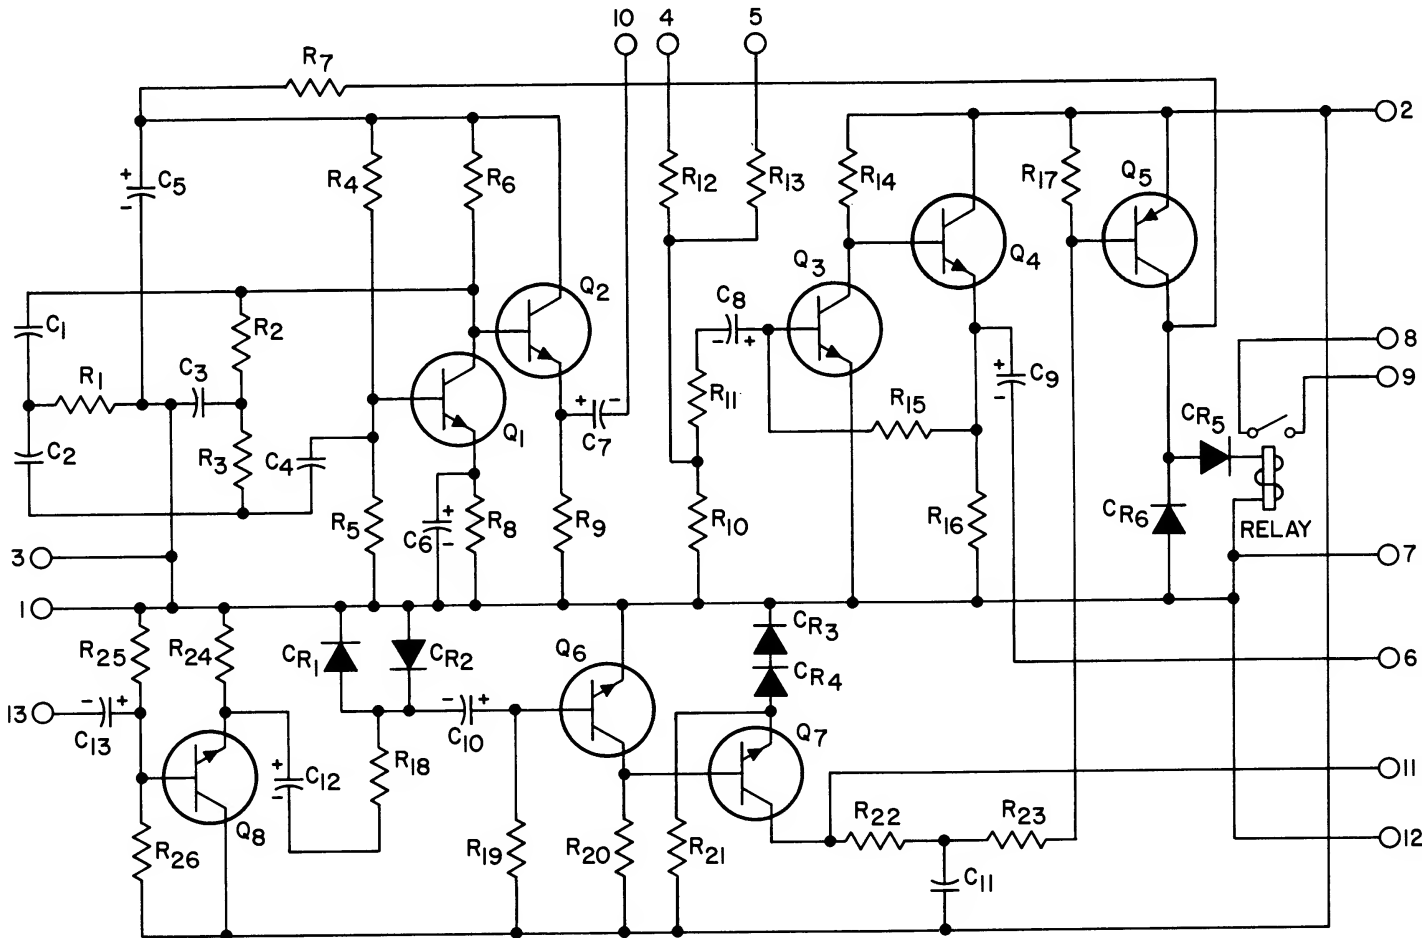 10 4 5
R7
2
C5 + -
R4 R6 R12 R13 R14 R17 Q5
Q3 Q4
Q2
C1 R2 C8 - +
8
R1 C3 + C9 -
9
R11 R15
+ - C7
Q1
CR5
C2 R3 C4
R5 + C6 - R8 R9 R10 R16 CR6 RELAY
3
7
1
R25 R24 CR1 CR2 Q6 CR3
6
CR4
13 - + C13
- + C10
Q7
+ C12 - R18
11
Q8
R22 R23
R26 R19 R20 R21
12
C11